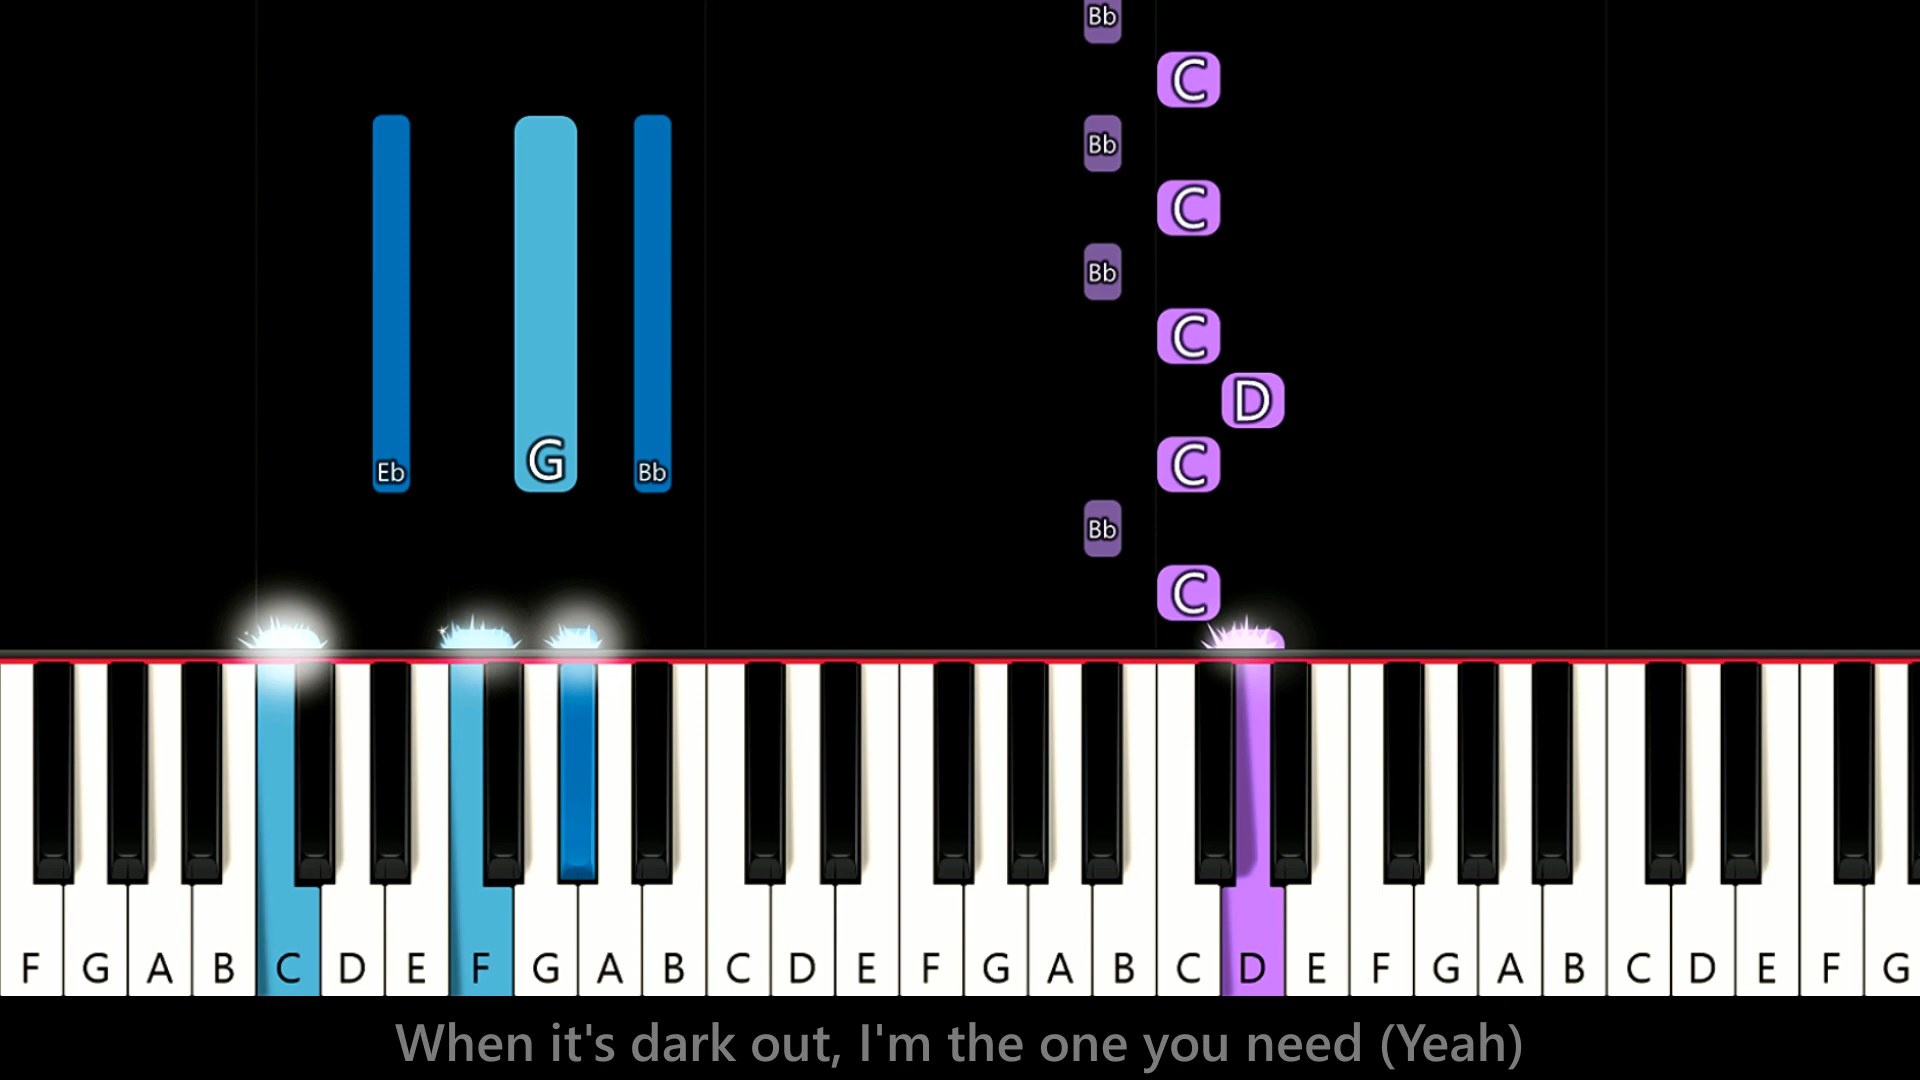 Bb
C
Bb
C
Bb
C
D
Eb G Bb C
Bb
C
F G A B C D E F G A B C D E F G A B C D E F G A B C D E F G
When it's dark out, I'm the one you need (Yeah)